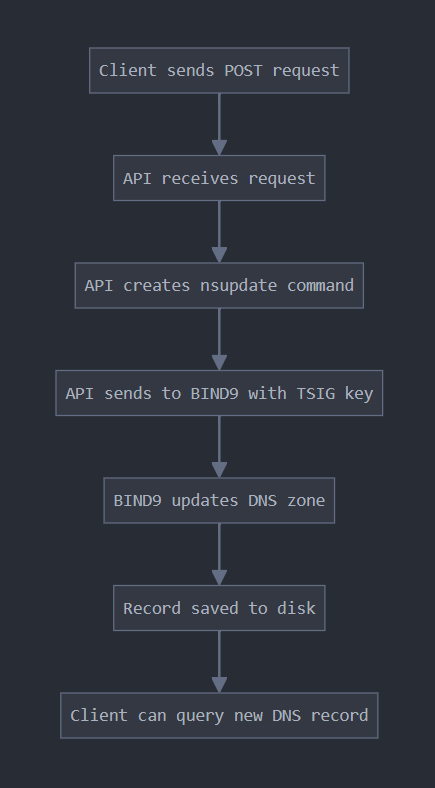 Client sends POST request
API receives request
API creates nsupdate command
API sends to BIND9 with TSIG key
BIND9 updates DNS zone
Record saved to disk
Client can query new DNS record